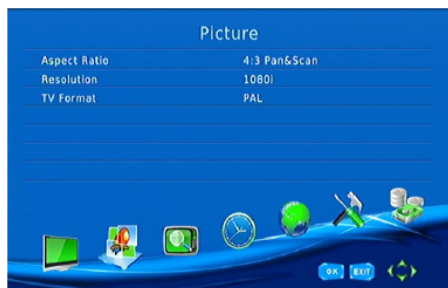 Picture
Aspect Ratio 4:3 Pan&Scan
Resolution 1080i
TV Format PAL
OK EXIT